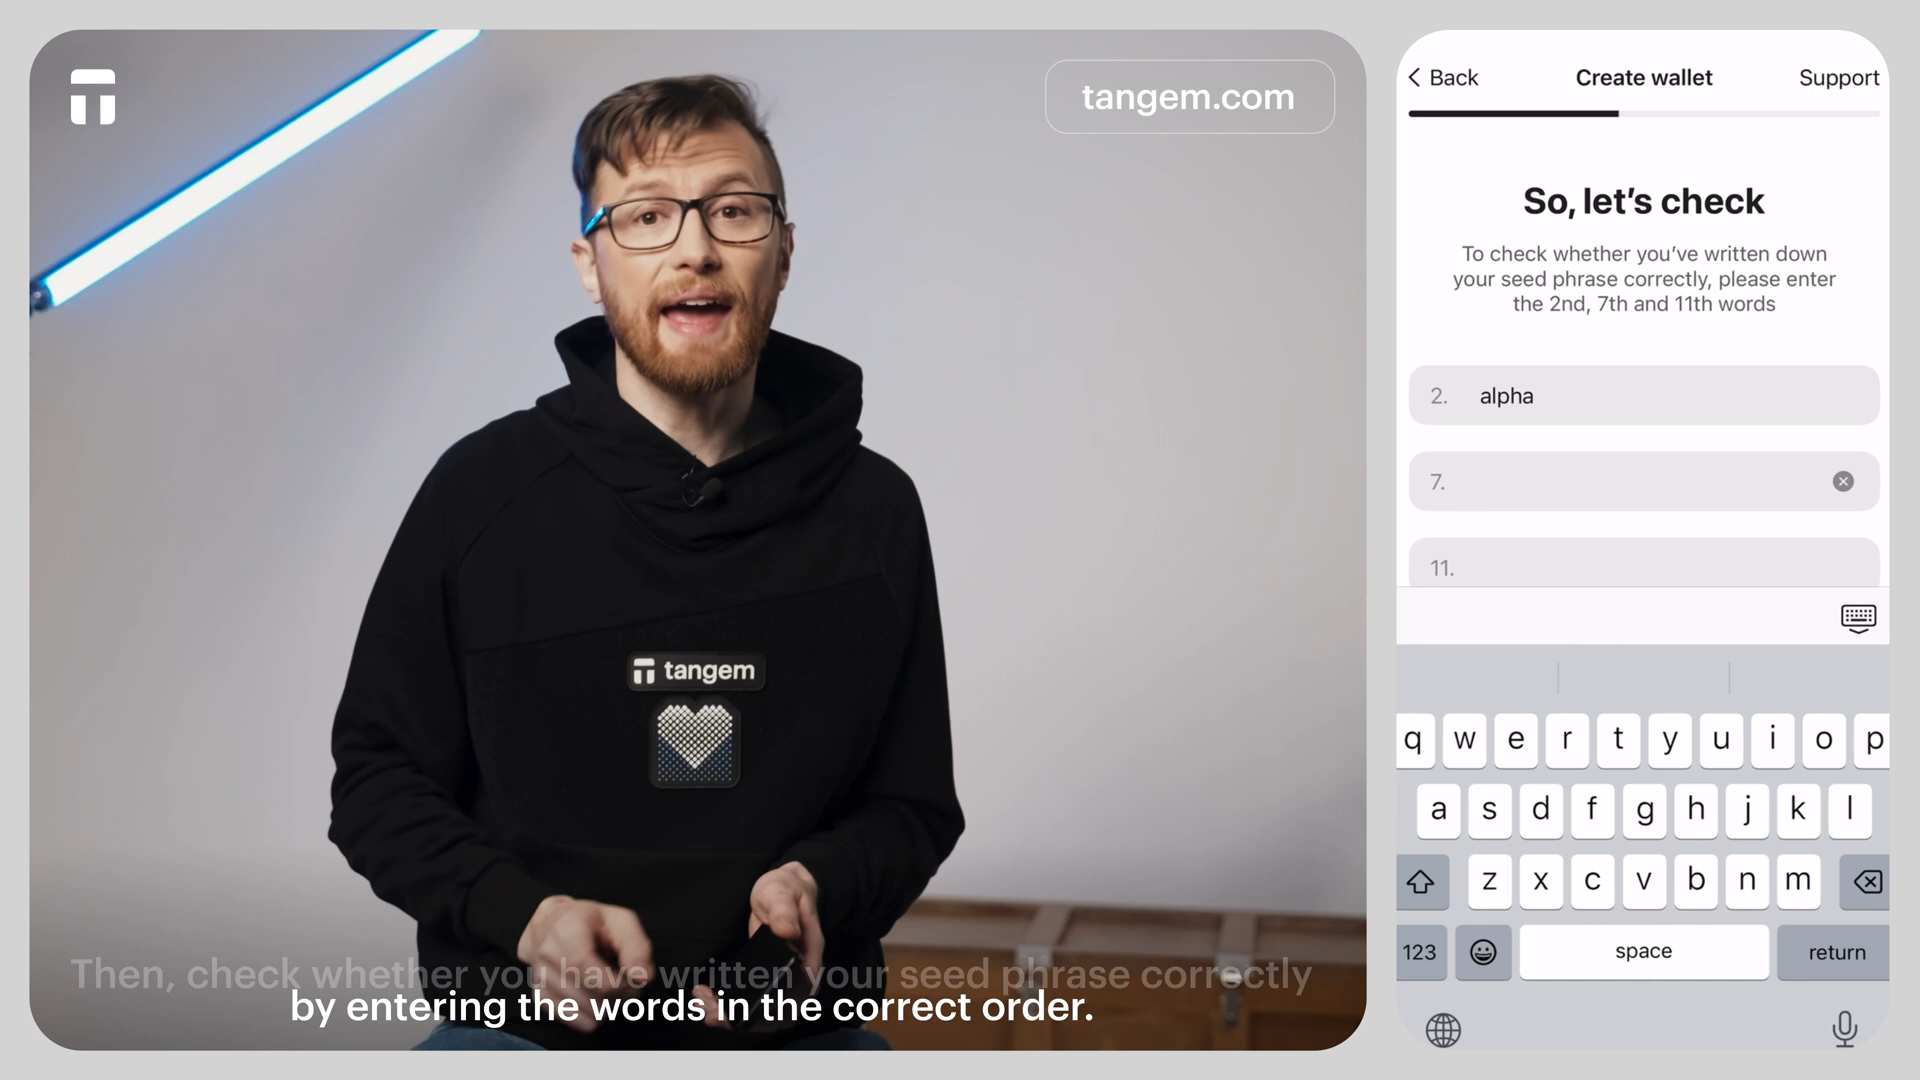 tangem.com
tangem
Then, check whether you have written your seed phrase correctly
by entering the words in the correct order.
Back
Create wallet
Support
So, let's check
To check whether you've written down
your seed phrase correctly, please enter
the 2nd, 7th and 11th words
2. alpha
7.
11.
q w e r t y u i o p
a s d f g h j k l
z x c v b n m
123 space return